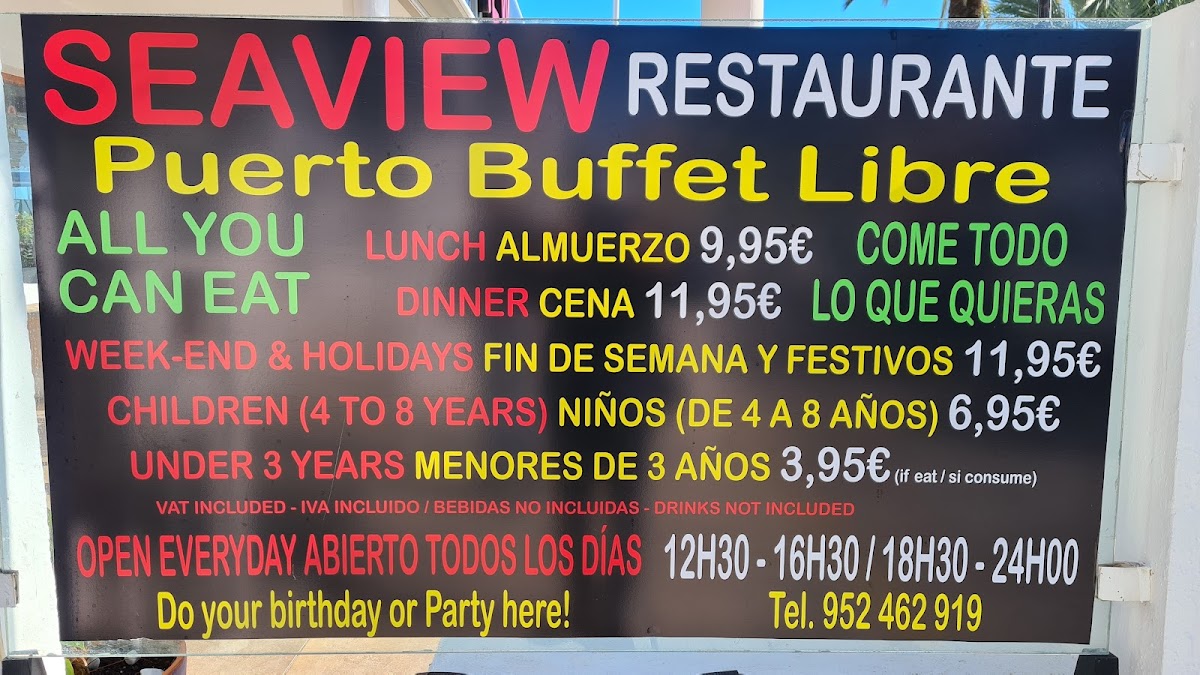 SEAVIEW RESTAURANTE
Puerto Buffet Libre
ALL YOU CAN EAT
LUNCH ALMUERZO 9,95€
DINNER CENA 11,95€
COME TODO LO QUE QUIERAS
WEEK-END & HOLIDAYS FIN DE SEMANA Y FESTIVOS 11,95€
CHILDREN (4 TO 8 YEARS) NIÑOS (DE 4 A 8 AÑOS) 6,95€
UNDER 3 YEARS MENORES DE 3 AÑOS 3,95€ (if eat / si consume)
VAT INCLUDED - IVA INCLUIDO / BEBIDAS NO INCLUIDAS - DRINKS NOT INCLUDED
OPEN EVERYDAY ABIERTO TODOS LOS DÍAS 12H30 - 16H30 / 18H30 - 24H00
Do your birthday or Party here! Tel. 952 462 919